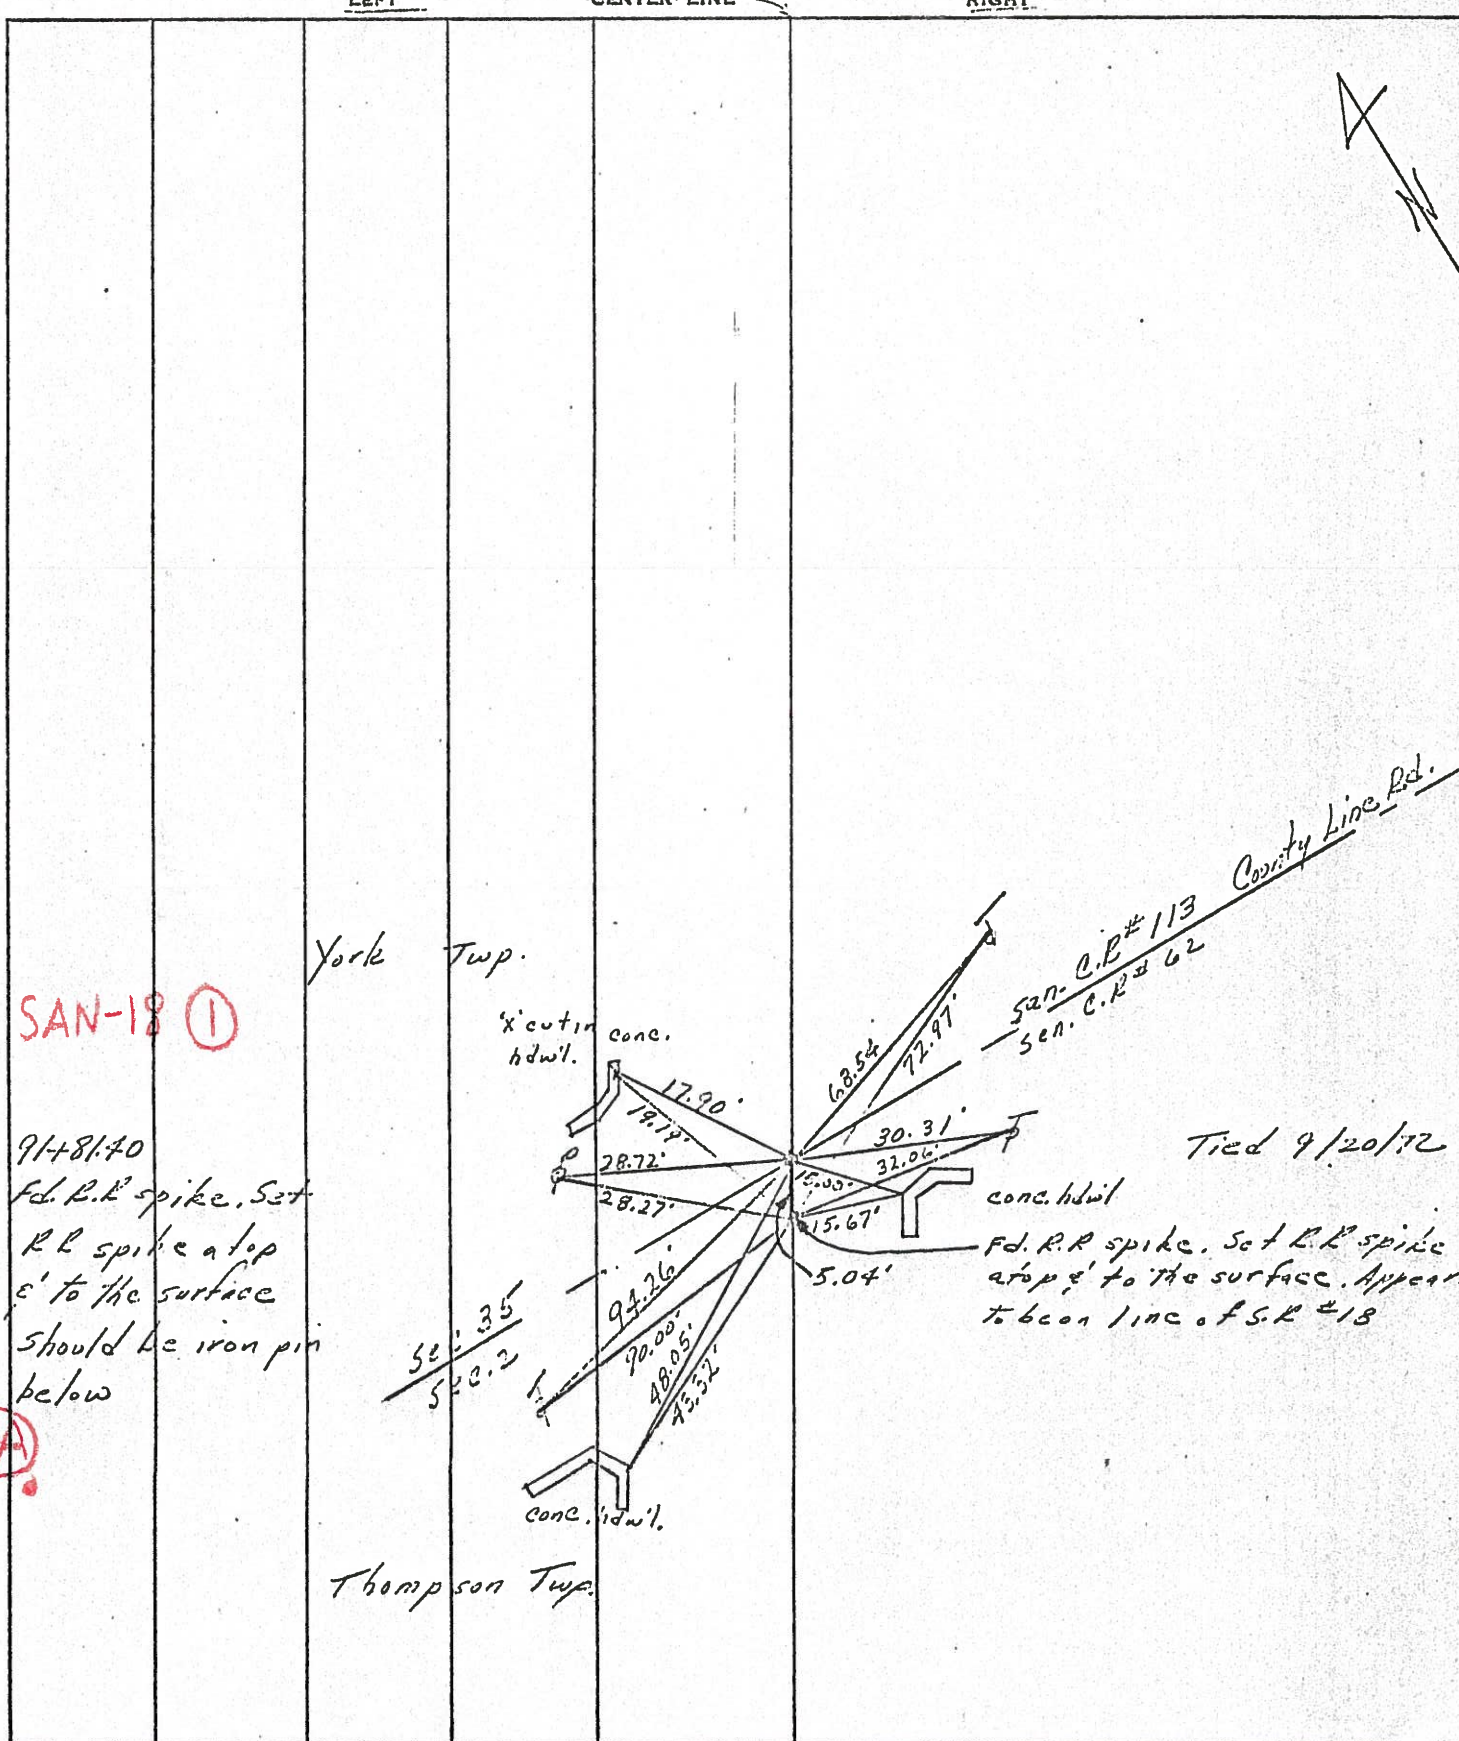 LEFT
CENTER LINE
RIGHT
N
County Line Rd.
San. C.R # 113
Sen. C.R # 62
York Twp.
SAN-18 ①
'X' cut in conc.
hdw'l.
68.54
72.97'
17.90'
19.19'
30.31'
32.06'
28.72'
28.27'
15.00'
15.67'
5.04'
Tied 9/20/72
conc. hdw'l
Fd. R.R spike. Set R.R spike
atop & to the surface. Appear
to be on line of S.R #18
91+81.40
Fd. R.R spike. Set
RR spike atop
& to the surface
should be iron pin
below
A
94.26'
90.00'
48.05'
43.32'
Sec. 35
Sec. 2
conc. hdw'l.
Thompson Twp.